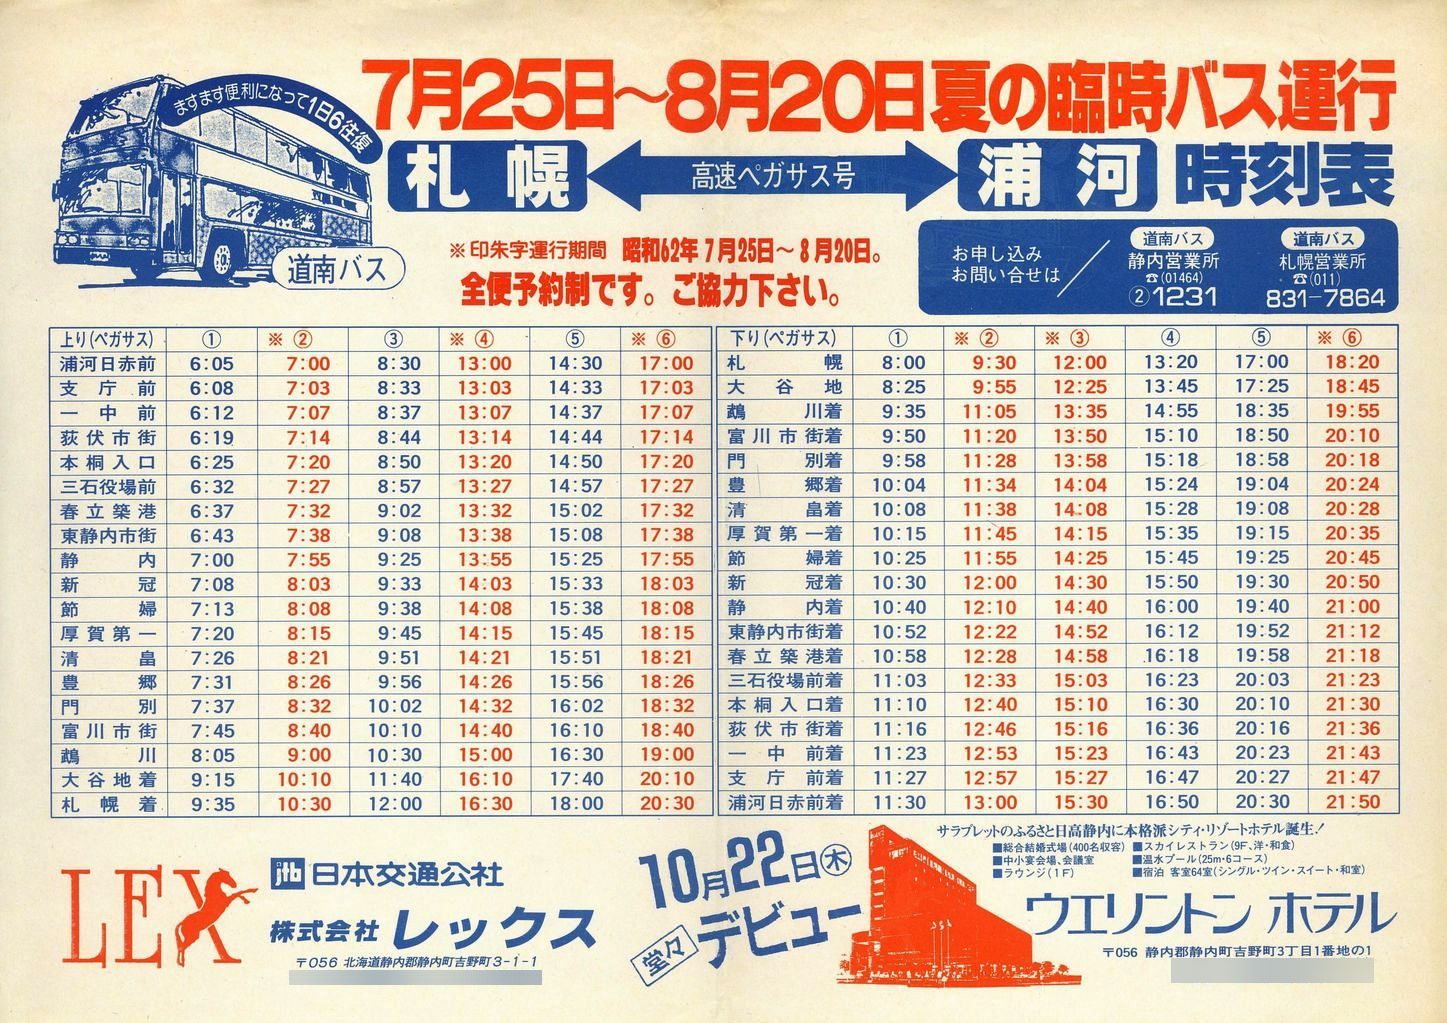 ますます便利になって1日6往復
7月25日～8月20日夏の臨時バス運行
札幌 高速ペガサス号 浦河 時刻表
道南バス
※印朱字運行期間 昭和62年7月25日～8月20日。
全便予約制です。ご協力下さい。
お申し込み
お問い合せは
道南バス
静内営業所
☎(01464)
②1231
道南バス
札幌営業所
☎(011)
831-7864
上り(ペガサス) ① ※② ③ ※④ ⑤ ※⑥
浦河日赤前 6:05 7:00 8:30 13:00 14:30 17:00
支庁前 6:08 7:03 8:33 13:03 14:33 17:03
一中前 6:12 7:07 8:37 13:07 14:37 17:07
荻伏市街 6:19 7:14 8:44 13:14 14:44 17:14
本桐入口 6:25 7:20 8:50 13:20 14:50 17:20
三石役場前 6:32 7:27 8:57 13:27 14:57 17:27
春立築港 6:37 7:32 9:02 13:32 15:02 17:32
東静内市街 6:43 7:38 9:08 13:38 15:08 17:38
静内 7:00 7:55 9:25 13:55 15:25 17:55
新冠 7:08 8:03 9:33 14:03 15:33 18:03
節婦 7:13 8:08 9:38 14:08 15:38 18:08
厚賀第一 7:20 8:15 9:45 14:15 15:45 18:15
清畠 7:26 8:21 9:51 14:21 15:51 18:21
豊郷 7:31 8:26 9:56 14:26 15:56 18:26
門別 7:37 8:32 10:02 14:32 16:02 18:32
富川市街 7:45 8:40 10:10 14:40 16:10 18:40
鵡川 8:05 9:00 10:30 15:00 16:30 19:00
大谷地着 9:15 10:10 11:40 16:10 17:40 20:10
札幌着 9:35 10:30 12:00 16:30 18:00 20:30
下り(ペガサス) ① ※② ※③ ④ ⑤ ※⑥
札幌 8:00 9:30 12:00 13:20 17:00 18:20
大谷地 8:25 9:55 12:25 13:45 17:25 18:45
鵡川着 9:35 11:05 13:35 14:55 18:35 19:55
富川市街着 9:50 11:20 13:50 15:10 18:50 20:10
門別着 9:58 11:28 13:58 15:18 18:58 20:18
豊郷着 10:04 11:34 14:04 15:24 19:04 20:24
清畠着 10:08 11:38 14:08 15:28 19:08 20:28
厚賀第一着 10:15 11:45 14:15 15:35 19:15 20:35
節婦着 10:25 11:55 14:25 15:45 19:25 20:45
新冠着 10:30 12:00 14:30 15:50 19:30 20:50
静内着 10:40 12:10 14:40 16:00 19:40 21:00
東静内市街着 10:52 12:22 14:52 16:12 19:52 21:12
春立築港着 10:58 12:28 14:58 16:18 19:58 21:18
三石役場前着 11:03 12:33 15:03 16:23 20:03 21:23
本桐入口着 11:10 12:40 15:10 16:30 20:10 21:30
荻伏市街着 11:16 12:46 15:16 16:36 20:16 21:36
一中前着 11:23 12:53 15:23 16:43 20:23 21:43
支庁前着 11:27 12:57 15:27 16:47 20:27 21:47
浦河日赤前着 11:30 13:00 15:30 16:50 20:30 21:50
LEX
jtb 日本交通公社
株式会社 レックス
〒056 北海道静内郡静内町吉野町3-1-1
10月22日㊍
堂々デビュー
サラブレットのふるさと日高静内に本格派シティ・リゾートホテル誕生!
■総合結婚式場(400名収容)
■中小宴会場、会議室
■ラウンジ(1F)
■スカイレストラン(9F、洋・和食)
■温水プール(25m・6コース)
■宿泊 客室64室(シングル・ツイン・スイート・和室)
ウエリントン ホテル
〒056 静内郡静内町吉野町3丁目1番地の1